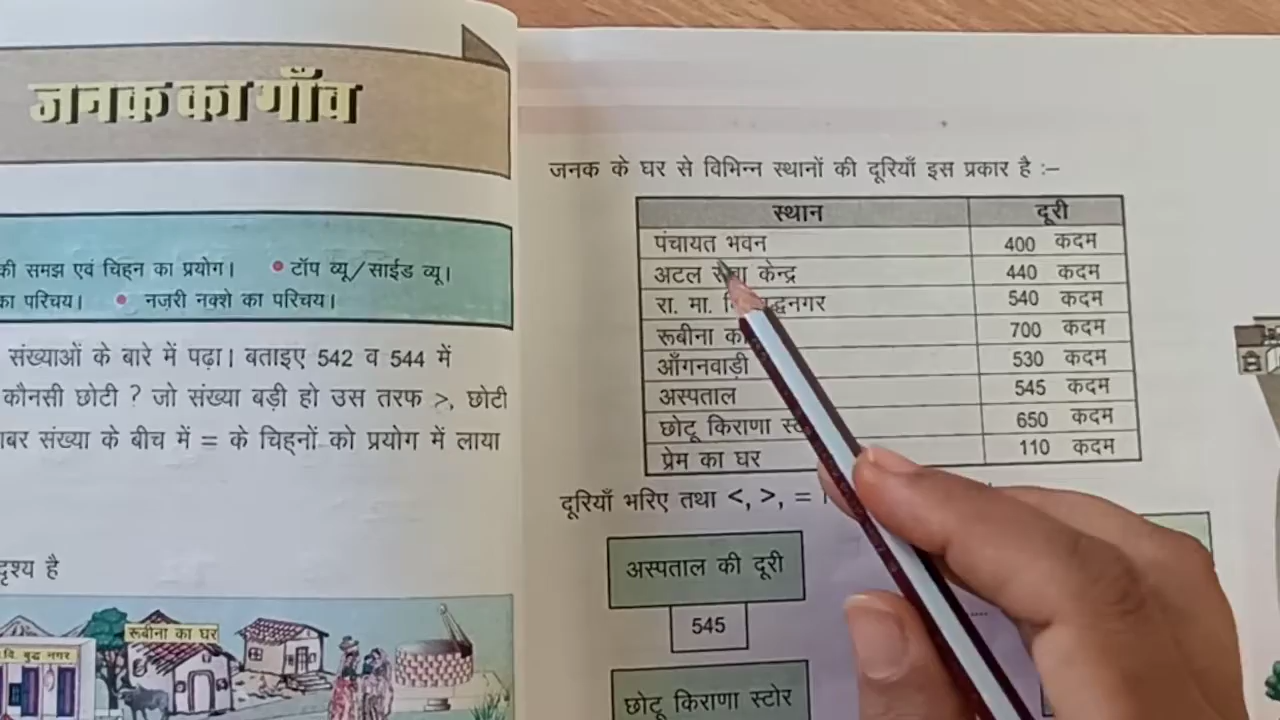 जनक का गाँव
की समझ एवं चिह्न का प्रयोग। • टॉप व्यू/साईड व्यू।
का परिचय। • नज़री नक्शे का परिचय।
संख्याओं के बारे में पढ़ा। बताइए 542 व 544 में
कौनसी छोटी ? जो संख्या बड़ी हो उस तरफ >, छोटी
संख्या के बीच में = के चिह्नों को प्रयोग में लाया
दृश्य है
रूबीना का घर
वि. बुद्ध नगर
जनक के घर से विभिन्न स्थानों की दूरियाँ इस प्रकार है :–
स्थान दूरी
पंचायत भवन 400 कदम
अटल केन्द्र 440 कदम
रा. मा. 540 कदम
रूबीना 700 कदम
आँगनवाड़ी 530 कदम
अस्पताल 545 कदम
छोटू किराणा 650 कदम
प्रेम का घर 110 कदम
दूरियाँ भरिए तथा <, >, =
अस्पताल की दूरी
545
छोटू किराणा स्टोर